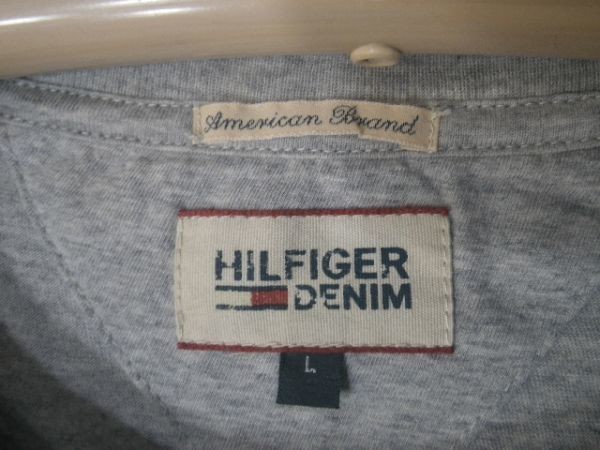 American Brand
HILFIGER
DENIM
L